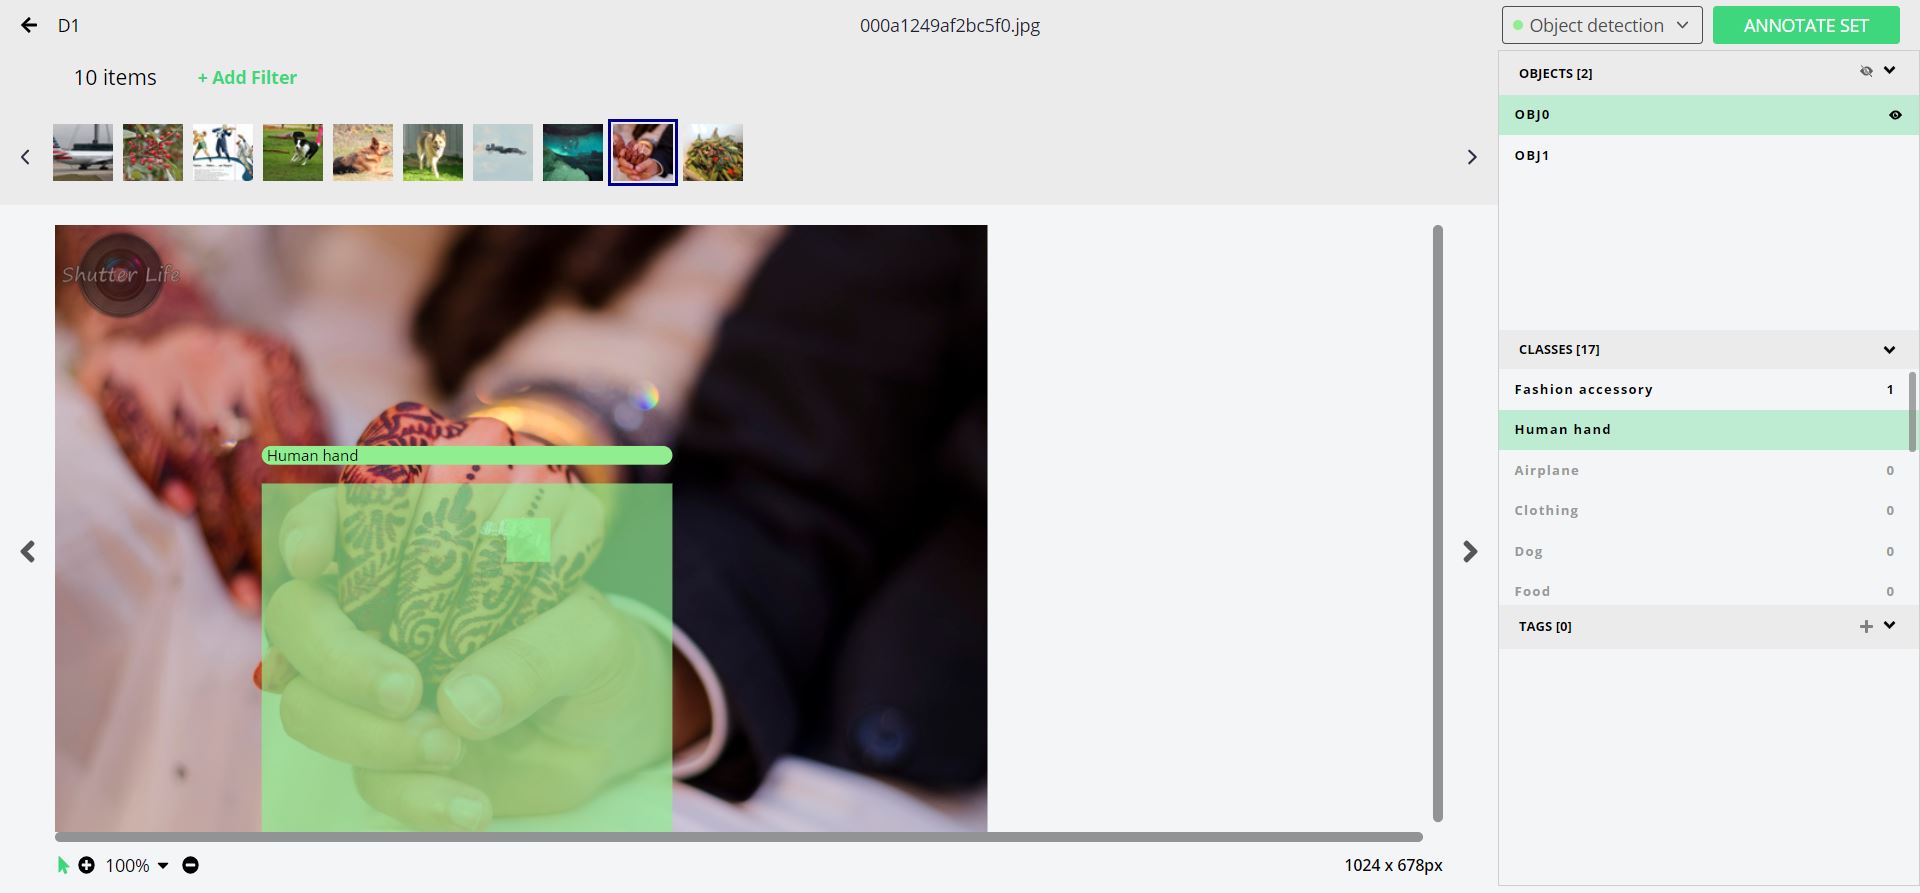 D1
000a1249af2bc5f0.jpg
Object detection
ANNOTATE SET
10 items
+ Add Filter
OBJECTS [2]
OBJ0
OBJ1
Shutter Life
Human hand
CLASSES [17]
Fashion accessory 1
Human hand
Airplane 0
Clothing 0
Dog 0
Food 0
TAGS [0]
100%
1024 x 678px